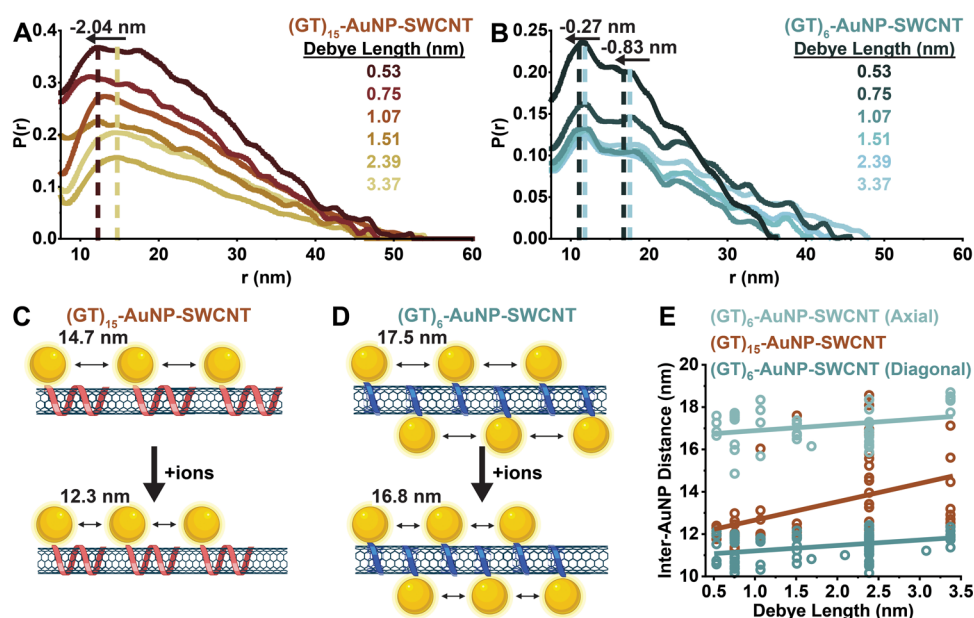 A
-2.04 nm
(GT)15-AuNP-SWCNT
Debye Length (nm)
0.53
0.75
1.07
1.51
2.39
3.37
P(r)
0.4
0.3
0.2
0.1
0.0
10 20 30 40 50 60
r (nm)
B
-0.27 nm
-0.83 nm
(GT)6-AuNP-SWCNT
Debye Length (nm)
0.53
0.75
1.07
1.51
2.39
3.37
P(r)
0.25
0.20
0.15
0.10
0.05
0.00
10 20 30 40 50 60
r (nm)
C
(GT)15-AuNP-SWCNT
14.7 nm
+ions
12.3 nm
D
(GT)6-AuNP-SWCNT
17.5 nm
+ions
16.8 nm
E
(GT)6-AuNP-SWCNT (Axial)
(GT)15-AuNP-SWCNT
(GT)6-AuNP-SWCNT (Diagonal)
Inter-AuNP Distance (nm)
18
16
14
12
10
0.5 1.0 1.5 2.0 2.5 3.0 3.5
Debye Length (nm)